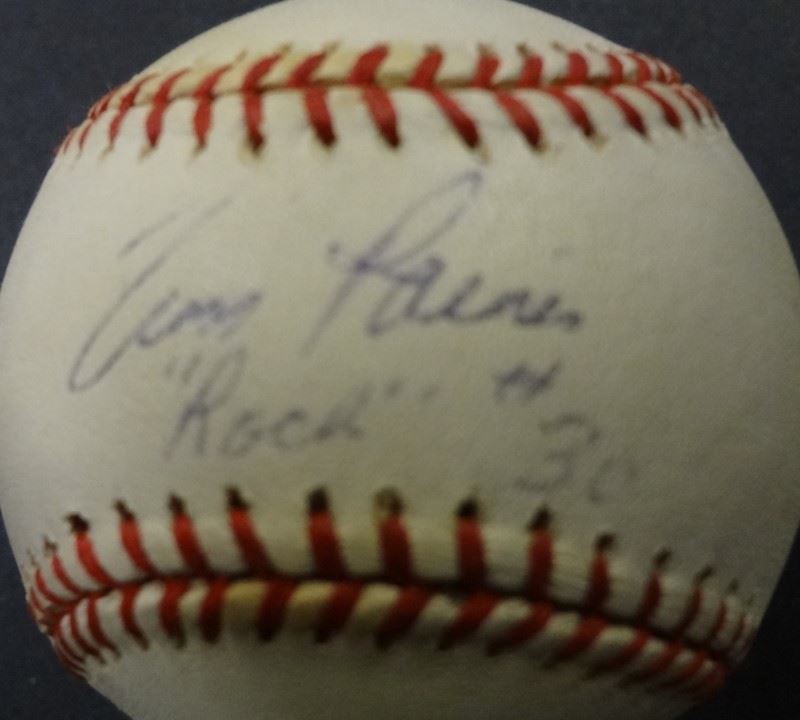 Tim Raines
"Rock" #
30